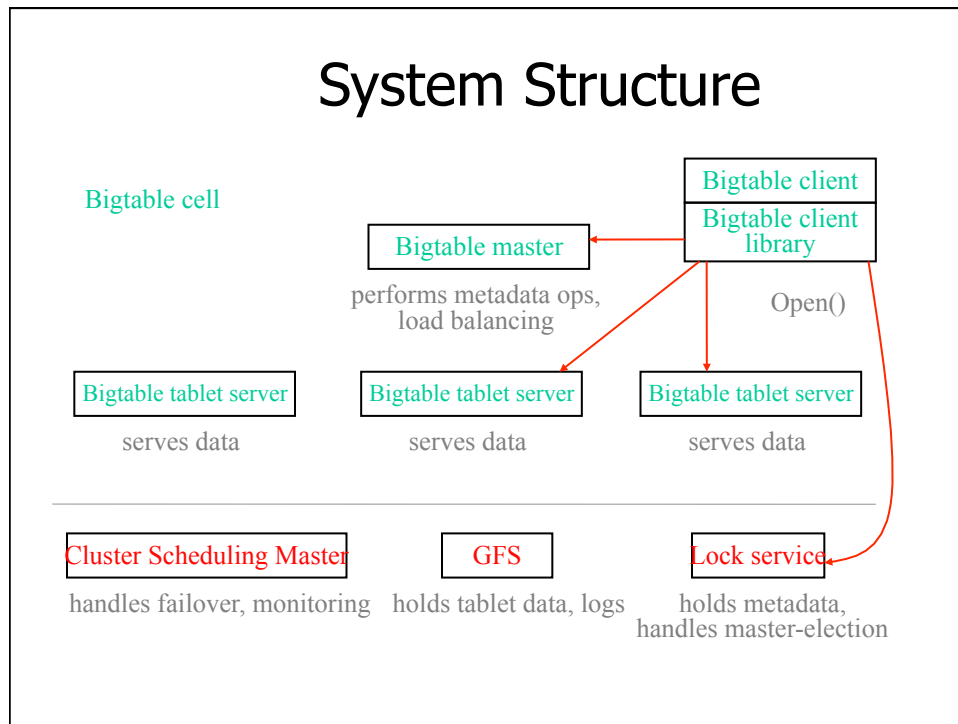 System Structure
Bigtable cell
Bigtable client
Bigtable client
library
Bigtable master
performs metadata ops,
load balancing
Open()
Bigtable tablet server
Bigtable tablet server
Bigtable tablet server
serves data
serves data
serves data
Cluster Scheduling Master
GFS
Lock service
handles failover, monitoring
holds tablet data, logs
holds metadata,
handles master-election